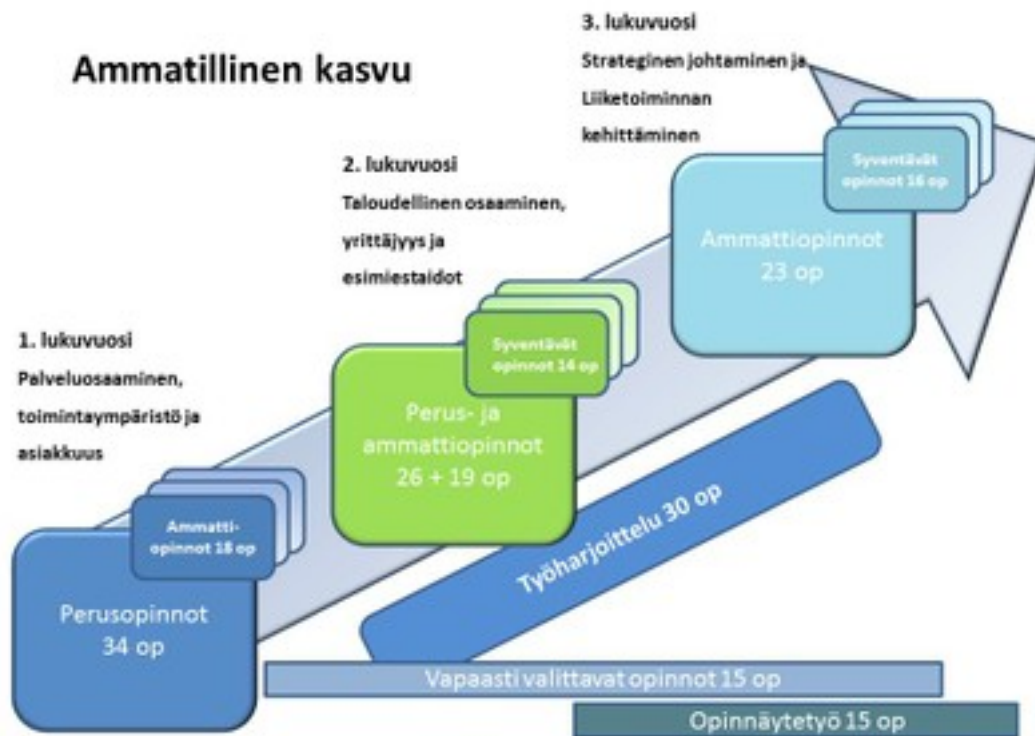 Ammatillinen kasvu
3. lukuvuosi
Strateginen johtaminen ja
Liiketoiminnan
kehittäminen
Syventävät
opinnot 16 op
Ammattiopinnot
23 op
2. lukuvuosi
Taloudellinen osaaminen,
yrittäjyys ja
esimiestaidot
Syventävät
opinnot 14 op
Perus- ja
ammattiopinnot
26 + 19 op
1. lukuvuosi
Palveluosaaminen,
toimintaympäristö ja
asiakkuus
Ammatti-
opinnot 18 op
Perusopinnot
34 op
Työharjoittelu 30 op
Vapaasti valittavat opinnot 15 op
Opinnäytetyö 15 op